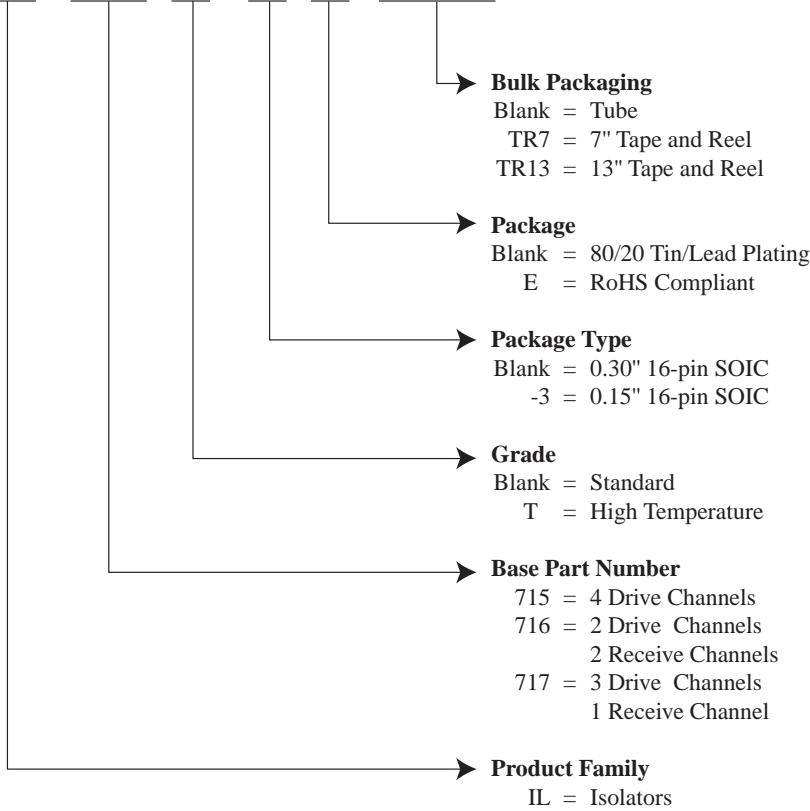 Bulk Packaging
Blank = Tube
TR7 = 7" Tape and Reel
TR13 = 13" Tape and Reel
Package
Blank = 80/20 Tin/Lead Plating
E = RoHS Compliant
Package Type
Blank = 0.30" 16-pin SOIC
-3 = 0.15" 16-pin SOIC
Grade
Blank = Standard
T = High Temperature
Base Part Number
715 = 4 Drive Channels
716 = 2 Drive Channels
2 Receive Channels
717 = 3 Drive Channels
1 Receive Channel
Product Family
IL = Isolators